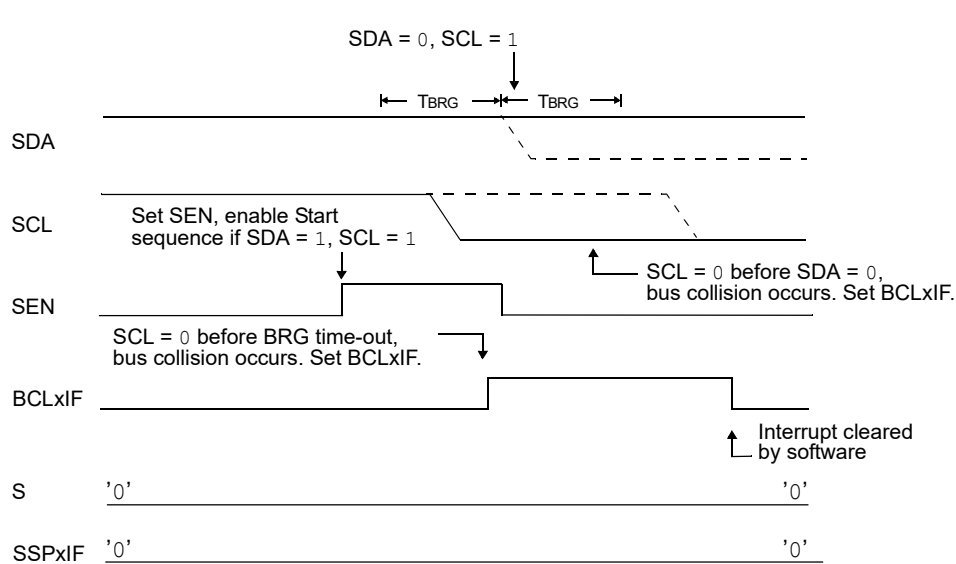 SDA = 0, SCL = 1
TBRG TBRG
SDA
SCL
Set SEN, enable Start
sequence if SDA = 1, SCL = 1
SCL = 0 before SDA = 0,
bus collision occurs. Set BCLxIF.
SEN
SCL = 0 before BRG time-out,
bus collision occurs. Set BCLxIF.
BCLxIF
Interrupt cleared
by software
S '0' '0'
SSPxIF '0' '0'